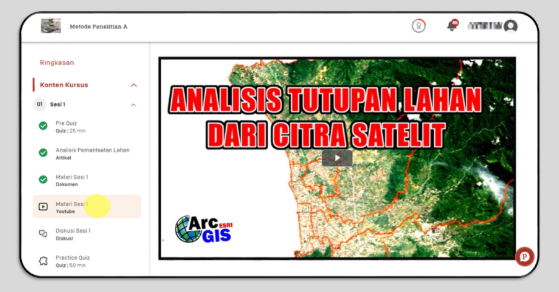 Metode Penelitian A
Ringkasan
Konten Kursus
01 Sesi 1
Pre Quiz
Quiz | 25 min
Analisis Pemanfaatan Lahan
Artikel
Materi Sesi 1
Dokumen
Materi Sesi 1
Youtube
Diskusi Sesi 1
Diskusi
Practice Quiz
Quiz | 50 min
ANALISIS TUTUPAN LAHAN
DARI CITRA SATELIT
ArcGIS
ESRI